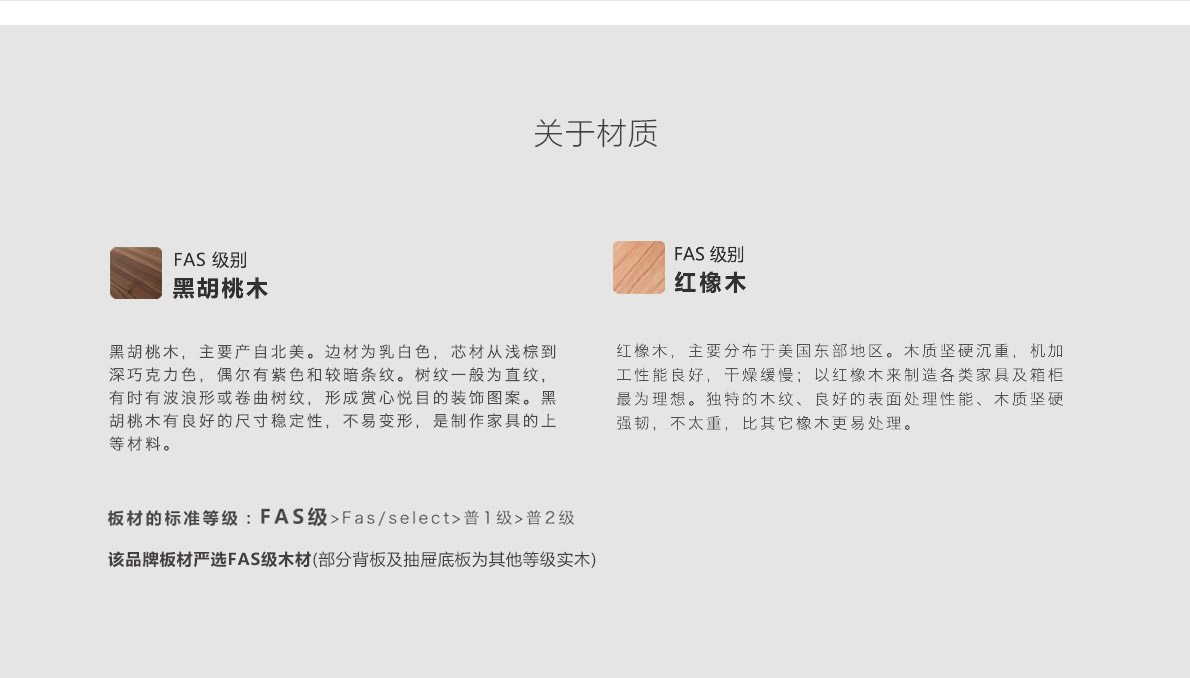 关于材质
FAS 级别
黑胡桃木
黑胡桃木，主要产自北美。边材为乳白色，芯材从浅棕到
深巧克力色，偶尔有紫色和较暗条纹。树纹一般为直纹，
有时有波浪形或卷曲树纹，形成赏心悦目的装饰图案。黑
胡桃木有良好的尺寸稳定性，不易变形，是制作家具的上
等材料。
FAS 级别
红橡木
红橡木，主要分布于美国东部地区。木质坚硬沉重，机加
工性能良好，干燥缓慢；以红橡木来制造各类家具及箱柜
最为理想。独特的木纹、良好的表面处理性能、木质坚硬
强韧，不太重，比其它橡木更易处理。
板材的标准等级：FAS级>Fas/select>普1级>普2级
该品牌板材严选FAS级木材(部分背板及抽屉底板为其他等级实木)